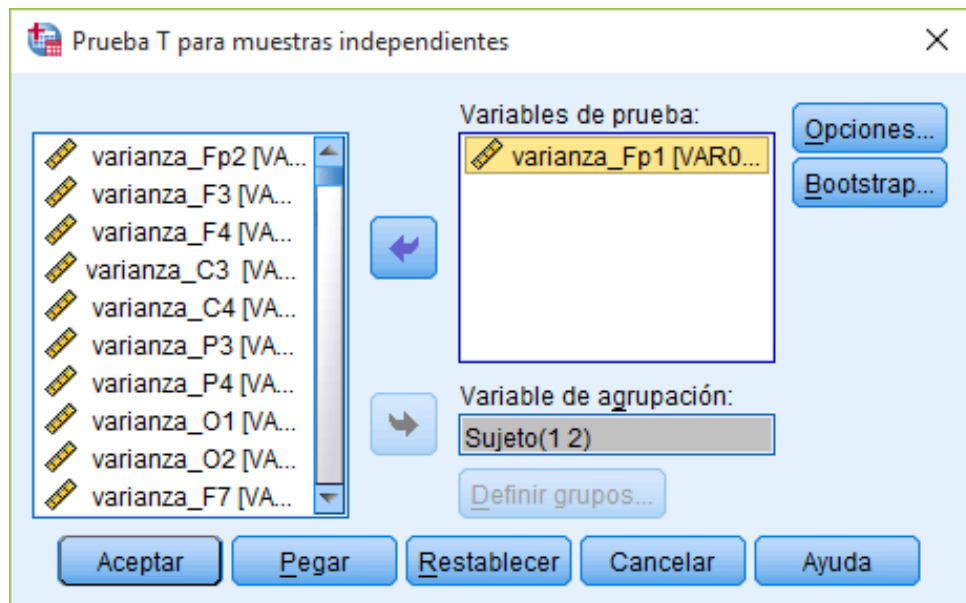 Prueba T para muestras independientes
Variables de prueba:
varianza_Fp2 [VA...
varianza_F3 [VA...
varianza_F4 [VA...
varianza_C3 [VA...
varianza_C4 [VA...
varianza_P3 [VA...
varianza_P4 [VA...
varianza_O1 [VA...
varianza_O2 [VA...
varianza_F7 [VA...
varianza_Fp1 [VAR0...
Opciones...
Bootstrap...
Variable de agrupación:
Sujeto(1 2)
Definir grupos...
Aceptar
Pegar
Restablecer
Cancelar
Ayuda